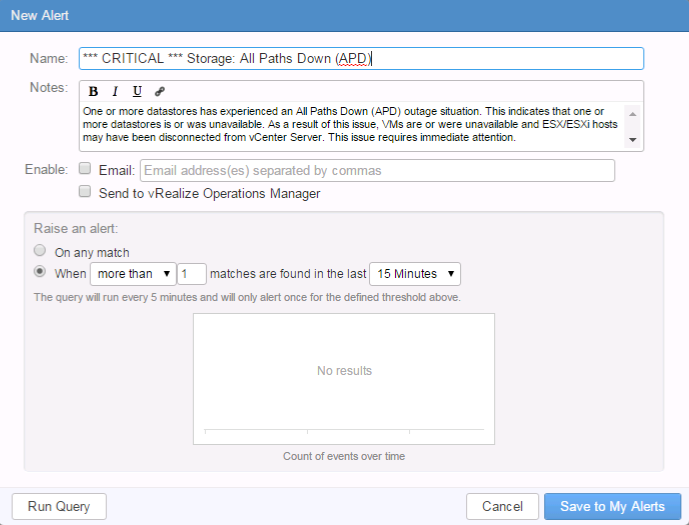 New Alert
Name: *** CRITICAL *** Storage: All Paths Down (APD)
Notes: B I U
One or more datastores has experienced an All Paths Down (APD) outage situation. This indicates that one or
more datastores is or was unavailable. As a result of this issue, VMs are or were unavailable and ESX/ESXi hosts
may have been disconnected from vCenter Server. This issue requires immediate attention.
Enable: Email: Email address(es) separated by commas
Send to vRealize Operations Manager
Raise an alert:
On any match
When more than 1 matches are found in the last 15 Minutes
The query will run every 5 minutes and will only alert once for the defined threshold above.
No results
Count of events over time
Run Query Cancel Save to My Alerts